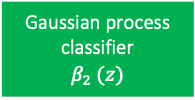 Gaussian process
classifier
β₂ (z)